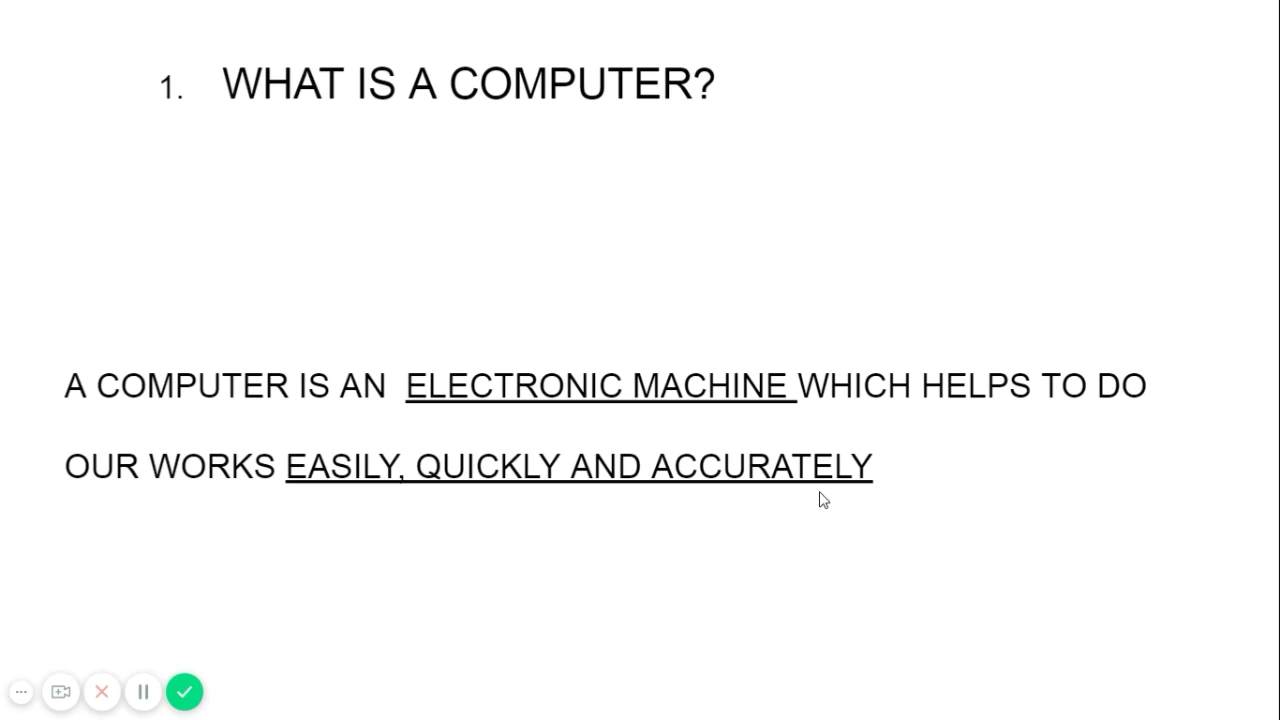 1. WHAT IS A COMPUTER?
A COMPUTER IS AN ELECTRONIC MACHINE WHICH HELPS TO DO
OUR WORKS EASILY, QUICKLY AND ACCURATELY